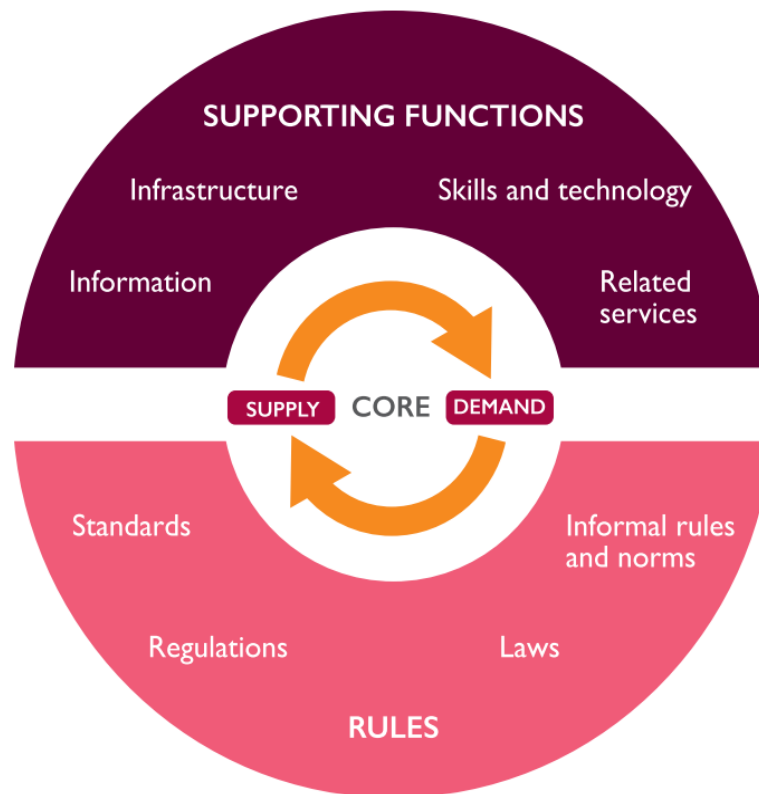 SUPPORTING FUNCTIONS
Infrastructure
Skills and technology
Information
Related
services
SUPPLY
CORE
DEMAND
Standards
Informal rules
and norms
Regulations
Laws
RULES